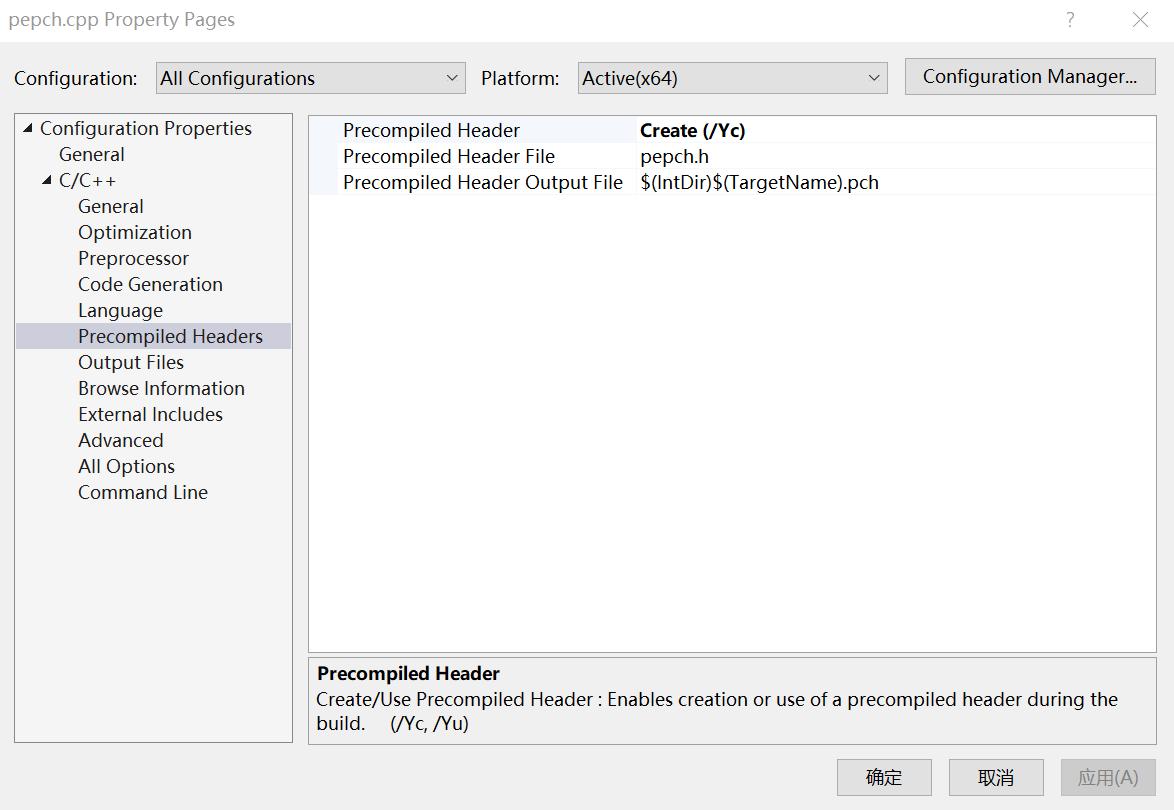 pepch.cpp Property Pages
?
Configuration: All Configurations Platform: Active(x64) Configuration Manager...
Configuration Properties
General
C/C++
General
Optimization
Preprocessor
Code Generation
Language
Precompiled Headers
Output Files
Browse Information
External Includes
Advanced
All Options
Command Line
Precompiled Header Create (/Yc)
Precompiled Header File pepch.h
Precompiled Header Output File $(IntDir)$(TargetName).pch
Precompiled Header
Create/Use Precompiled Header : Enables creation or use of a precompiled header during the
build. (/Yc, /Yu)
确定 取消 应用(A)